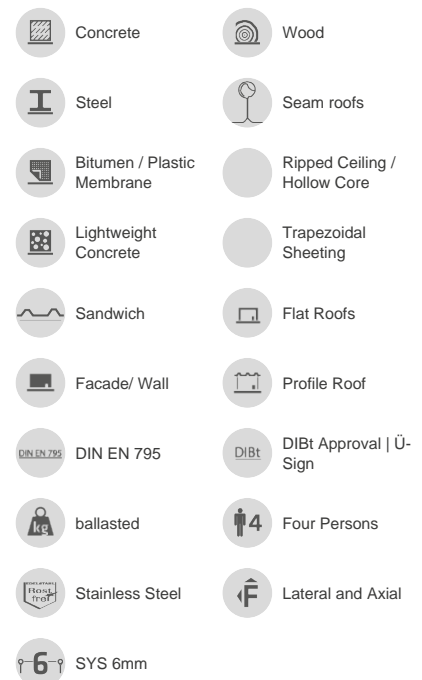 Concrete
Wood
Steel
Seam roofs
Bitumen / Plastic
Membrane
Ripped Ceiling /
Hollow Core
Lightweight
Concrete
Trapezoidal
Sheeting
Sandwich
Flat Roofs
Facade/ Wall
Profile Roof
DIN EN 795
DIN EN 795
DIBt
DIBt Approval | Ü-
Sign
kg
ballasted
4
Four Persons
EDELSTAHL
Rost
frei
Stainless Steel
F
Lateral and Axial
6
SYS 6mm